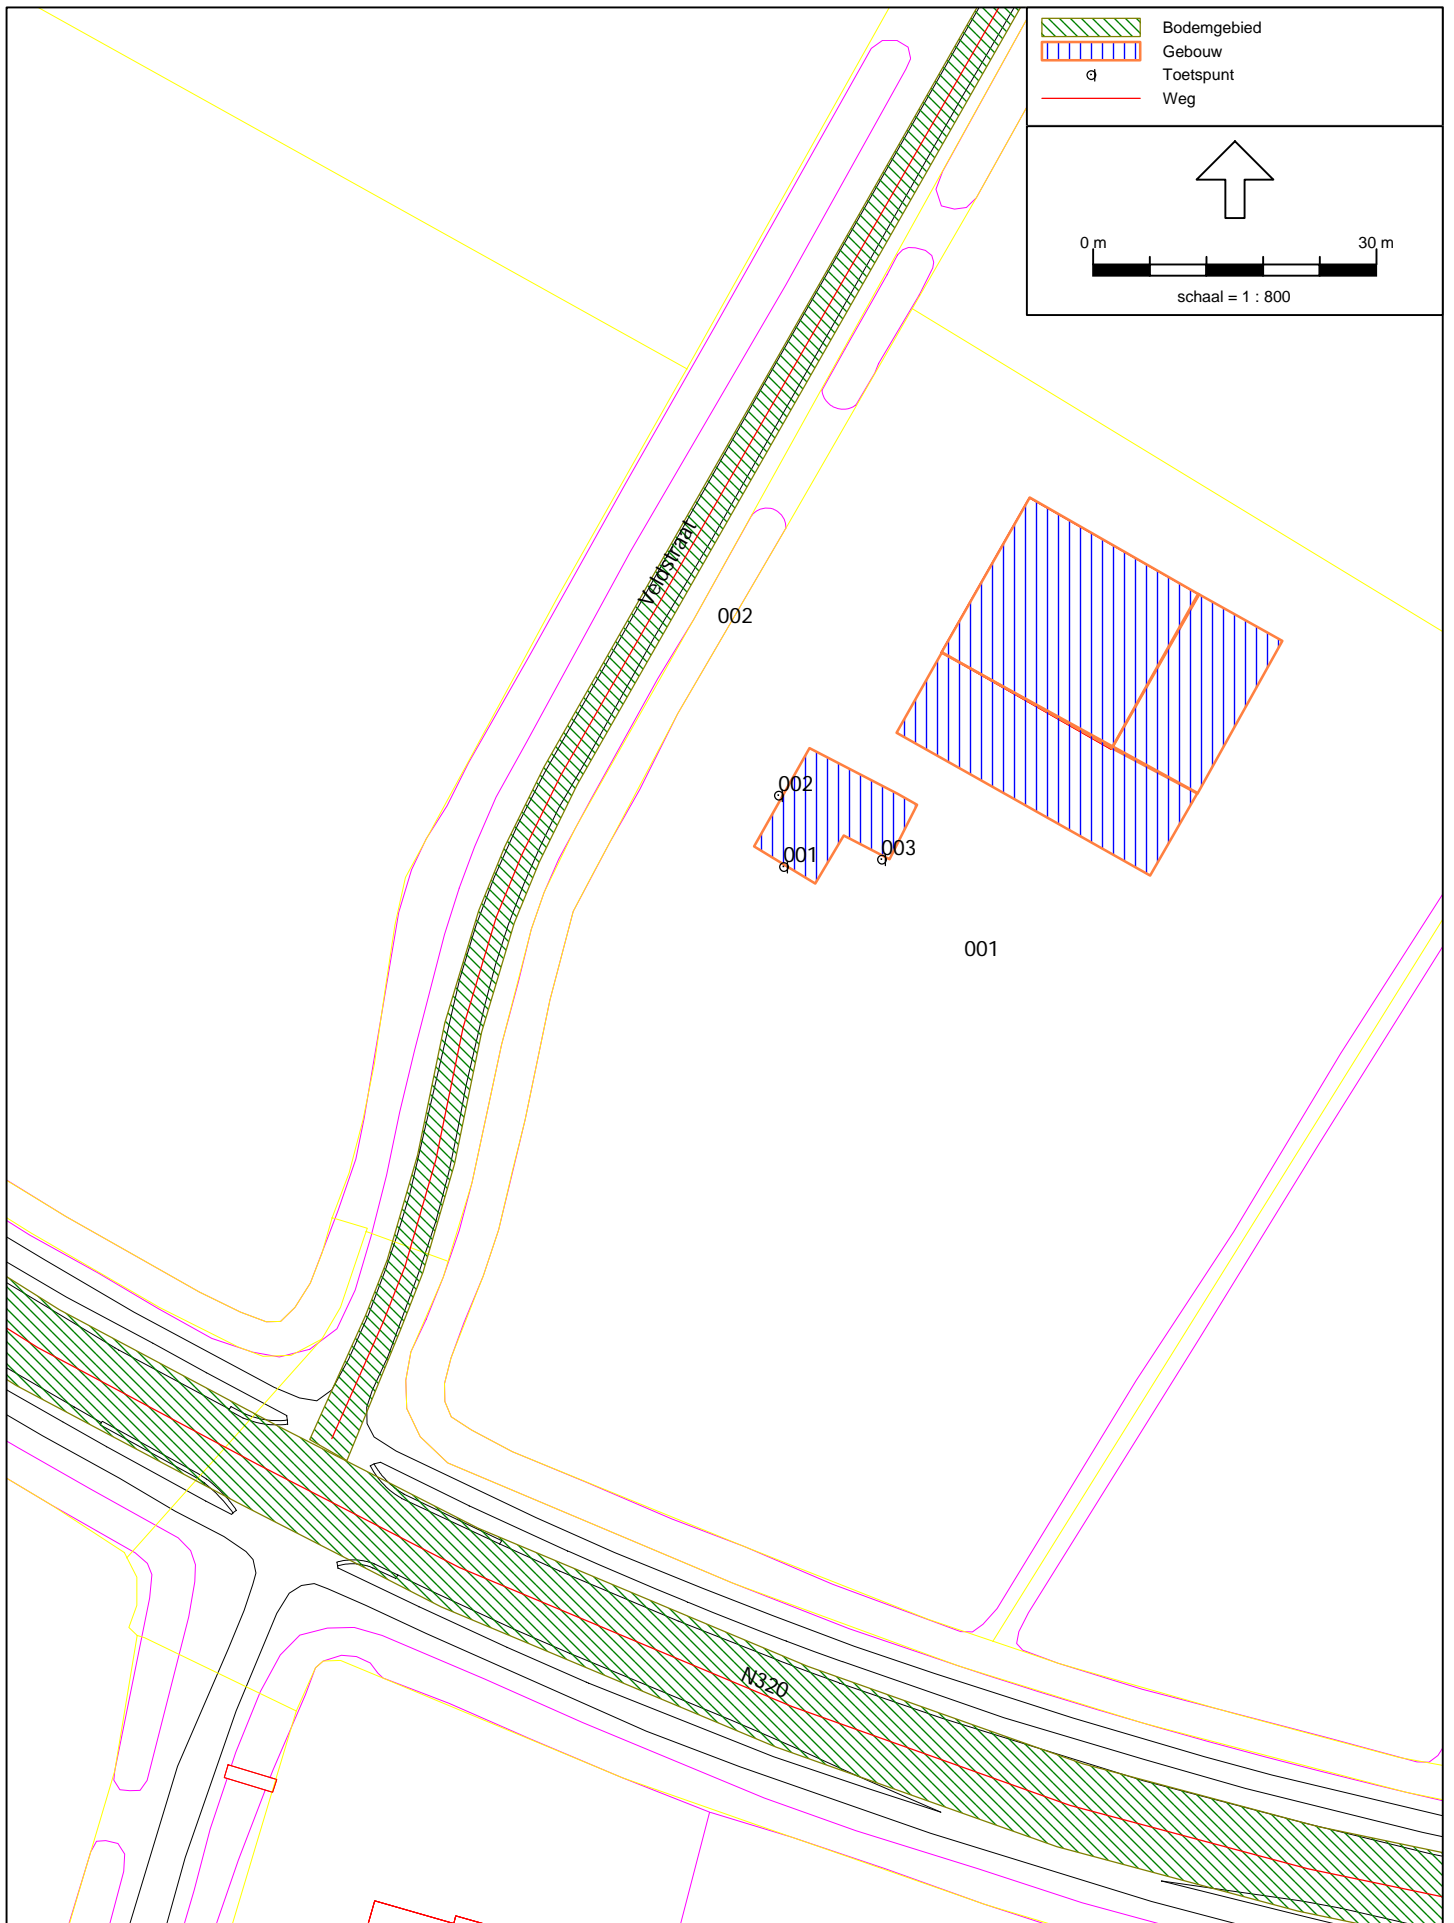 Bodemgebied
Gebouw
Toetspunt
Weg
0 m 30 m
schaal = 1 : 800
Veldstraat
002
002
001
003
001
N320